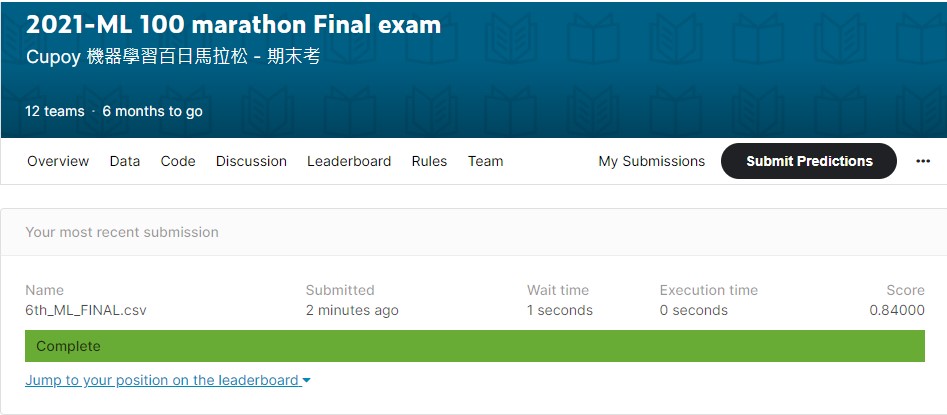 2021-ML 100 marathon Final exam
Cupoy 機器學習百日馬拉松 - 期末考
12 teams · 6 months to go
Overview Data Code Discussion Leaderboard Rules Team My Submissions Submit Predictions
Your most recent submission
Name Submitted Wait time Execution time Score
6th_ML_FINAL.csv 2 minutes ago 1 seconds 0 seconds 0.84000
Complete
Jump to your position on the leaderboard